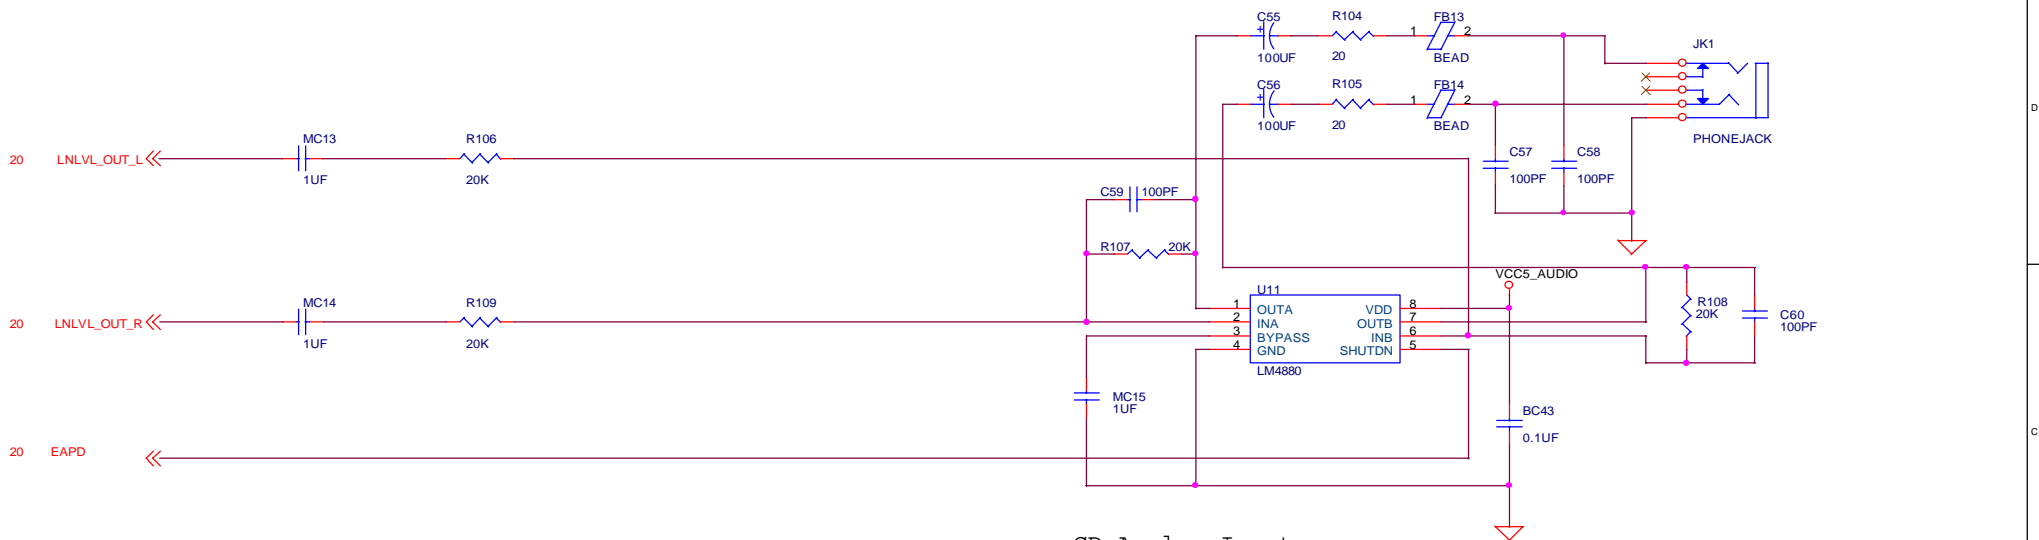 C55
+
100UF
R104
20
1
FB13
2
BEAD
JK1
PHONEJACK
C56
+
100UF
R105
20
1
FB14
2
BEAD
D
20 LNLVL_OUT_L
MC13
1UF
R106
20K
C57
100PF
C58
100PF
C59 100PF
R107 20K
VCC5_AUDIO
20 LNLVL_OUT_R
MC14
1UF
R109
20K
U11
1 OUTA VDD 8
2 INA OUTB 7
3 BYPASS INB 6
4 GND SHUTDN 5
LM4880
R108
20K
C60
100PF
MC15
1UF
BC43
0.1UF
C
20 EAPD